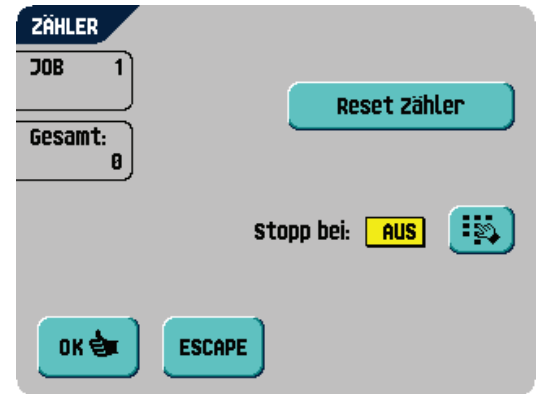 ZÄHLER
JOB 1
Reset Zähler
Gesamt:
0
Stopp bei: AUS
OK
ESCAPE